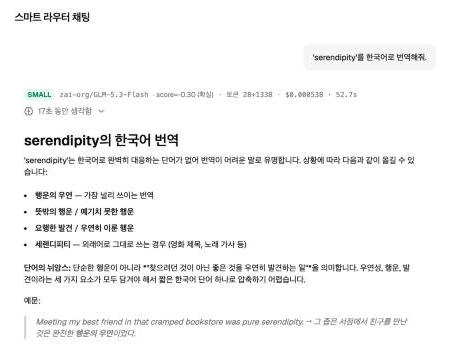 스마트 라우터 채팅
'serendipity'를 한국어로 번역해줘.
SMALL zai-org/GLM-5.3-Flash · score=-0.30 (확실) · 토큰 28+1338 · $0.000538 · 52.7s
17초 동안 생각함
serendipity의 한국어 번역
'serendipity'는 한국어로 완벽히 대응하는 단어가 없어 번역이 어려운 말로 유명합니다. 상황에 따라 다음과 같이 옮길 수 있
습니다:
• 행운의 우연 — 가장 널리 쓰이는 번역
• 뜻밖의 행운 / 예기치 못한 행운
• 요행한 발견 / 우연히 이룬 행운
• 세렌디피티 — 외래어로 그대로 쓰는 경우 (영화 제목, 노래 가사 등)
단어의 뉘앙스: 단순한 행운이 아니라 **찾으려던 것이 아닌 좋은 것을 우연히 발견하는 일"**을 의미합니다. 우연성, 행운, 발
견이라는 세 가지 요소가 모두 담겨야 해서 짧은 한국어 단어 하나로 압축하기 어렵습니다.
예문:
Meeting my best friend in that cramped bookstore was pure serendipity. → 그 좁은 서점에서 친구를 만난
것은 완전한 행운의 우연이었다.